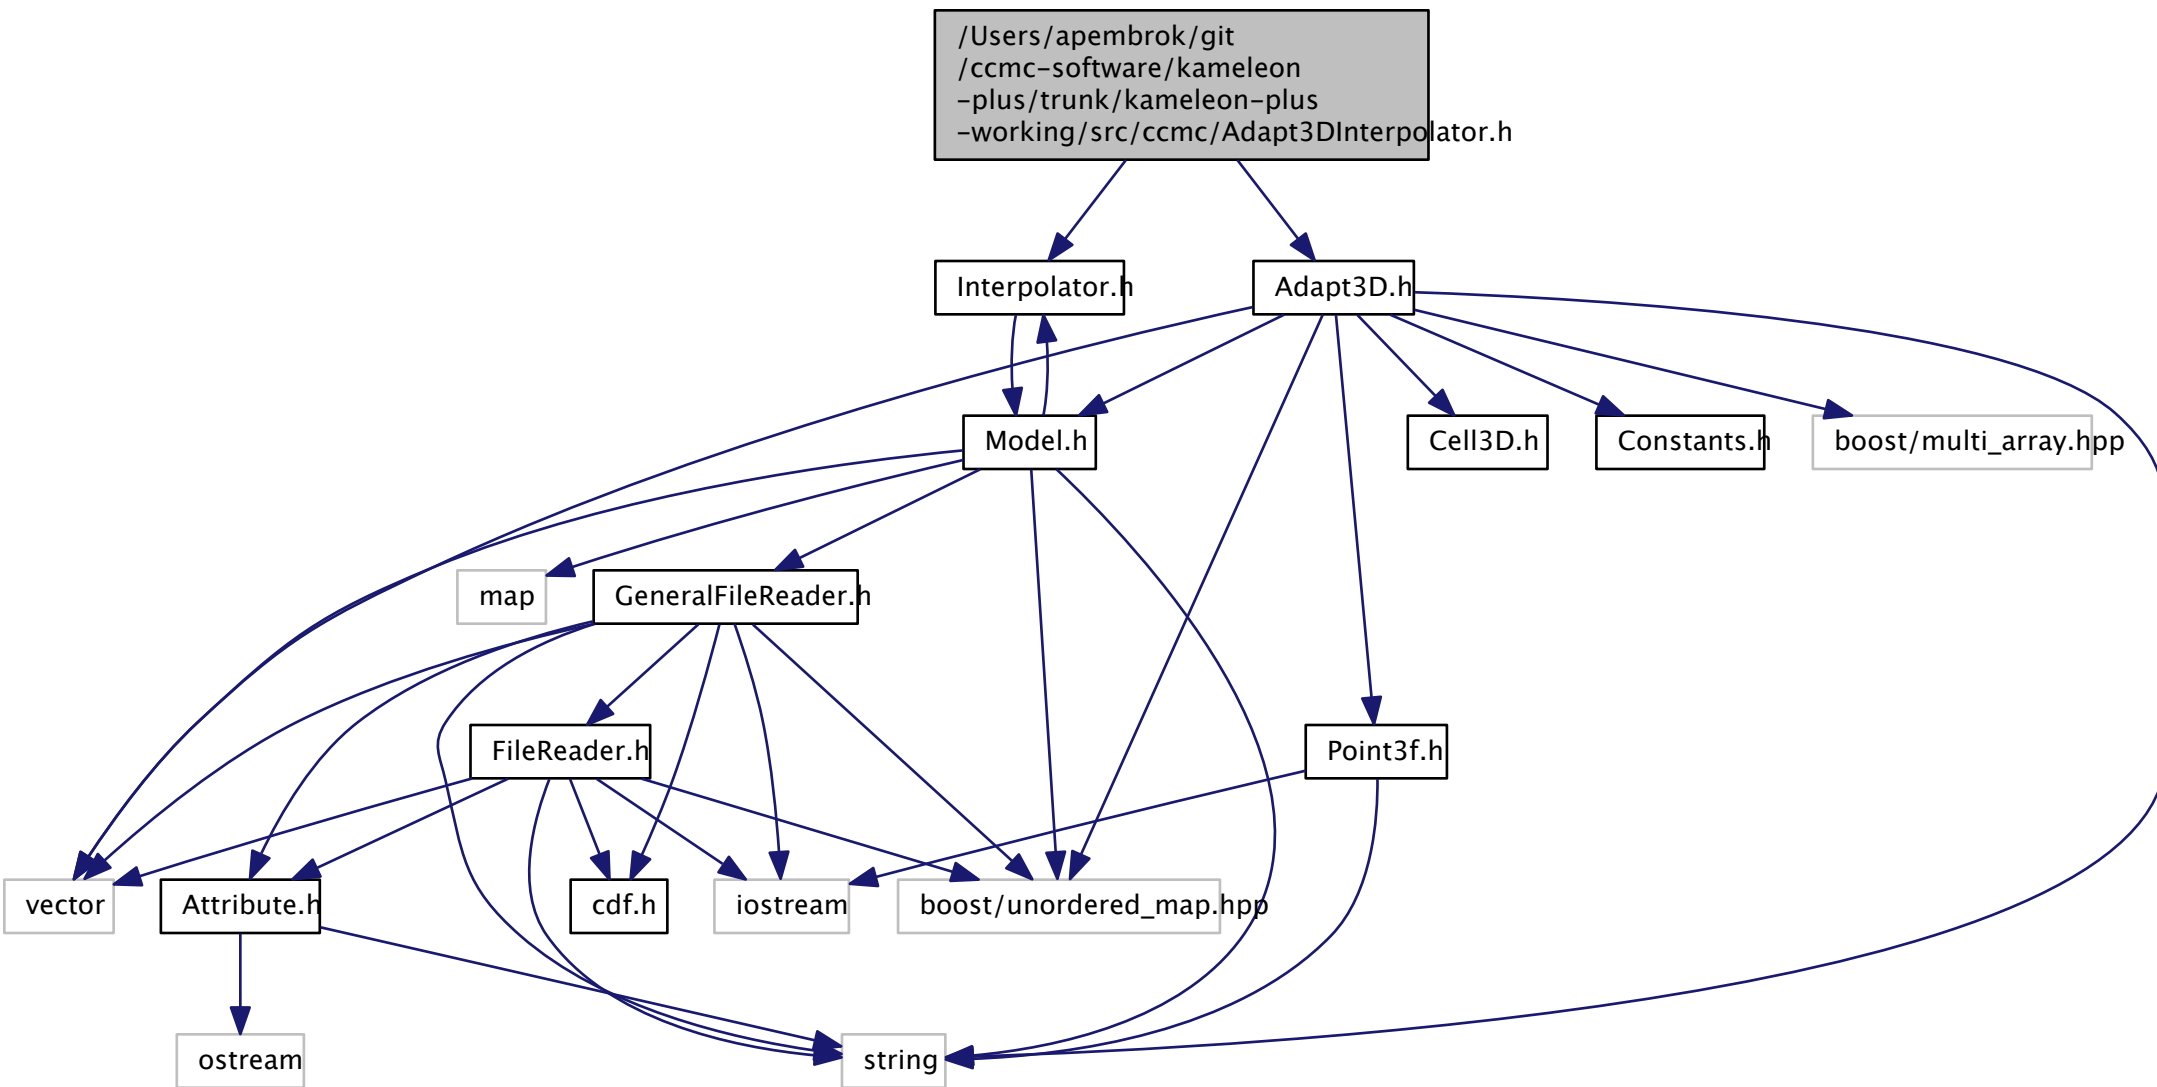 /Users/apembrok/git
/ccmc-software/kameleon
-plus/trunk/kameleon-plus
-working/src/ccmc/Adapt3DInterpolator.h
Interpolator.h
Adapt3D.h
Model.h
Cell3D.h
Constants.h
boost/multi_array.hpp
map
GeneralFileReader.h
FileReader.h
Point3f.h
vector
Attribute.h
cdf.h
iostream
boost/unordered_map.hpp
ostream
string